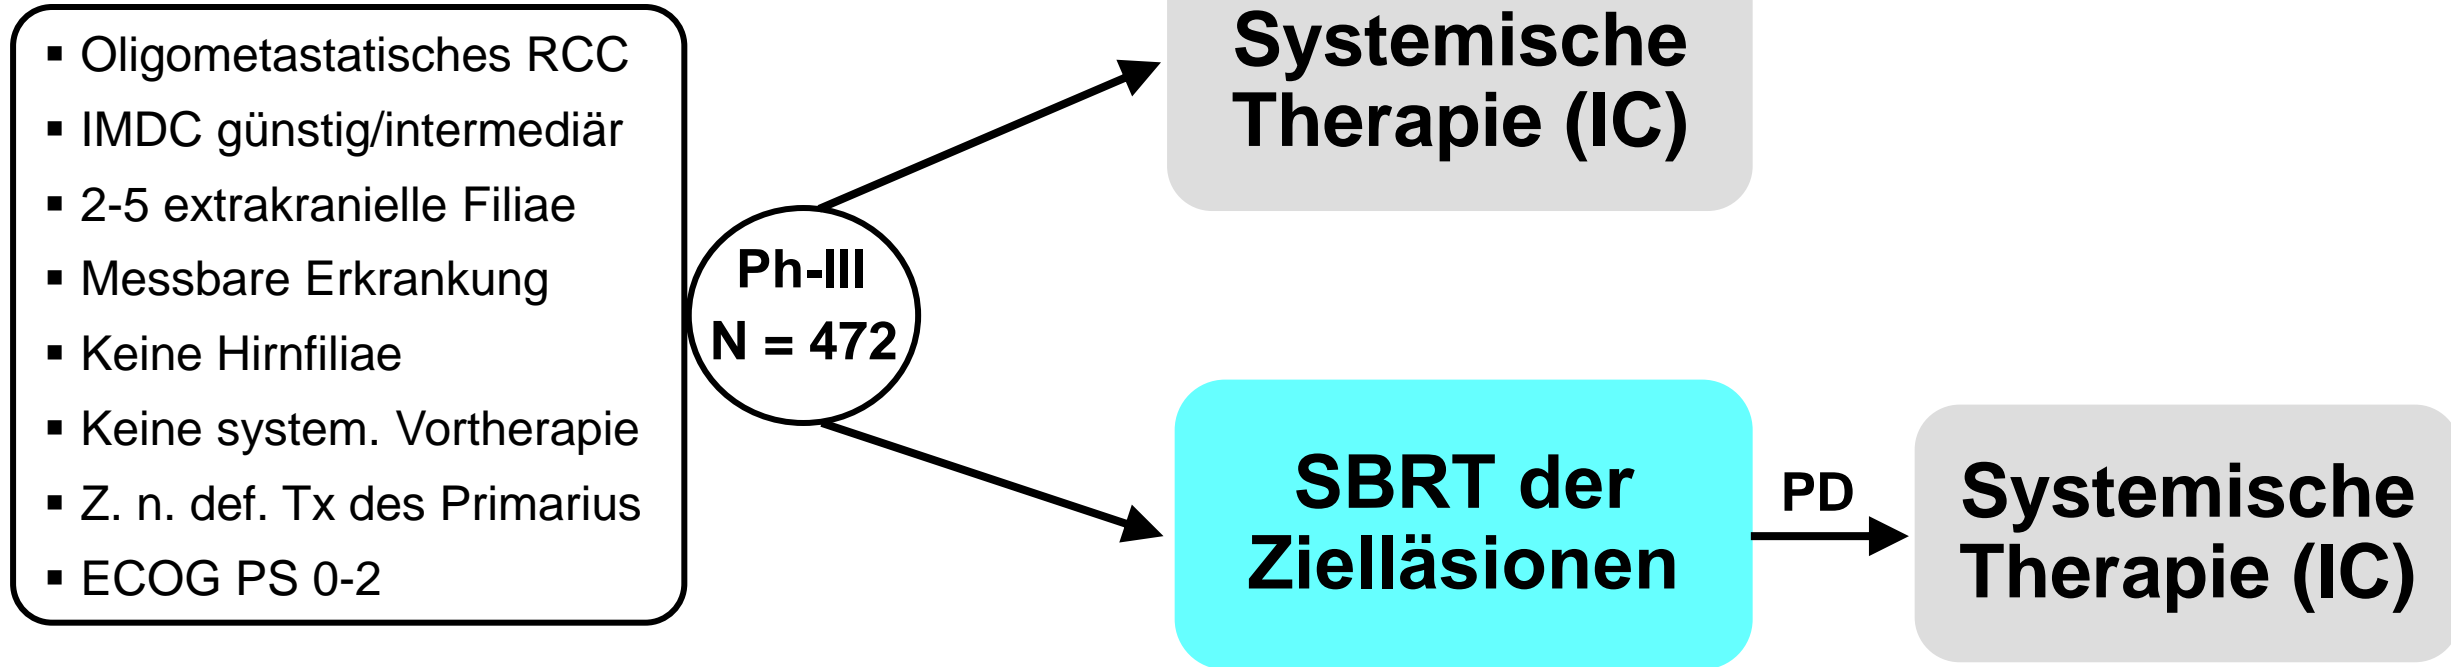 ▪ Oligometastatisches RCC
▪ IMDC günstig/intermediär
▪ 2-5 extrakranielle Filiae
▪ Messbare Erkrankung
▪ Keine Hirnfiliae
▪ Keine system. Vortherapie
▪ Z. n. def. Tx des Primarius
▪ ECOG PS 0-2
Ph-III
N = 472
Systemische
Therapie (IC)
SBRT der
Zielläsionen
PD
Systemische
Therapie (IC)